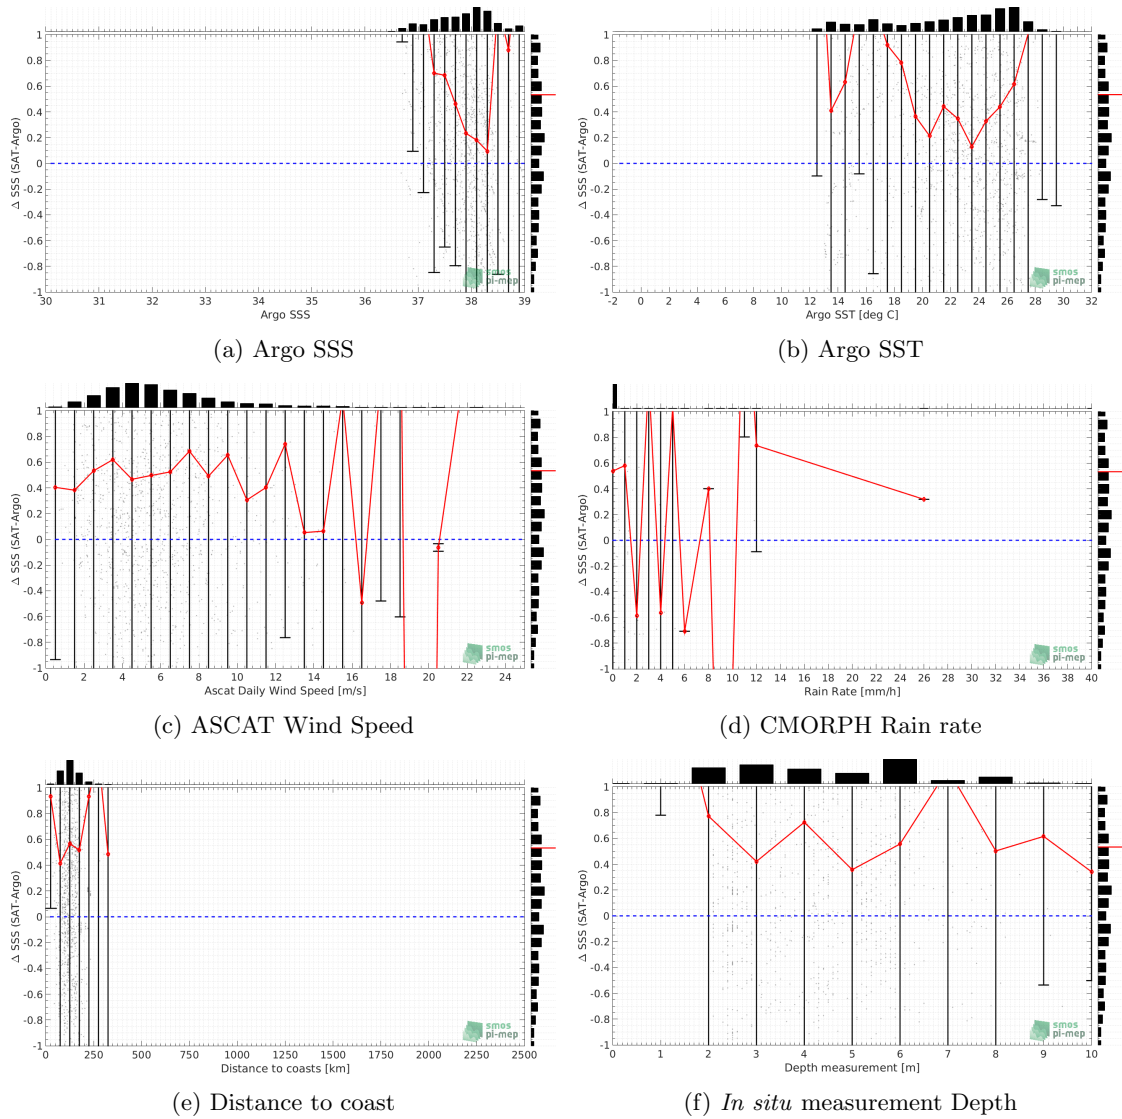 1
0.8
0.6
0.4
0.2
0
-0.2
-0.4
-0.6
-0.8
-1
Δ SSS (SAT-Argo)
30 31 32 33 34 35 36 37 38 39
Argo SSS
smos
pi-mep
(a) Argo SSS
1
0.8
0.6
0.4
0.2
0
-0.2
-0.4
-0.6
-0.8
-1
Δ SSS (SAT-Argo)
-2 0 2 4 6 8 10 12 14 16 18 20 22 24 26 28 30 32
Argo SST [deg C]
smos
pi-mep
(b) Argo SST
1
0.8
0.6
0.4
0.2
0
-0.2
-0.4
-0.6
-0.8
-1
Δ SSS (SAT-Argo)
0 2 4 6 8 10 12 14 16 18 20 22 24
Ascat Daily Wind Speed [m/s]
smos
pi-mep
(c) ASCAT Wind Speed
1
0.8
0.6
0.4
0.2
0
-0.2
-0.4
-0.6
-0.8
-1
Δ SSS (SAT-Argo)
0 2 4 6 8 10 12 14 16 18 20 22 24 26 28 30 32 34 36 38 40
Rain Rate [mm/h]
smos
pi-mep
(d) CMORPH Rain rate
1
0.8
0.6
0.4
0.2
0
-0.2
-0.4
-0.6
-0.8
-1
Δ SSS (SAT-Argo)
0 250 500 750 1000 1250 1500 1750 2000 2250 2500
Distance to coasts [km]
smos
pi-mep
(e) Distance to coast
1
0.8
0.6
0.4
0.2
0
-0.2
-0.4
-0.6
-0.8
-1
Δ SSS (SAT-Argo)
0 1 2 3 4 5 6 7 8 9 10
Depth measurement [m]
smos
pi-mep
(f) In situ measurement Depth